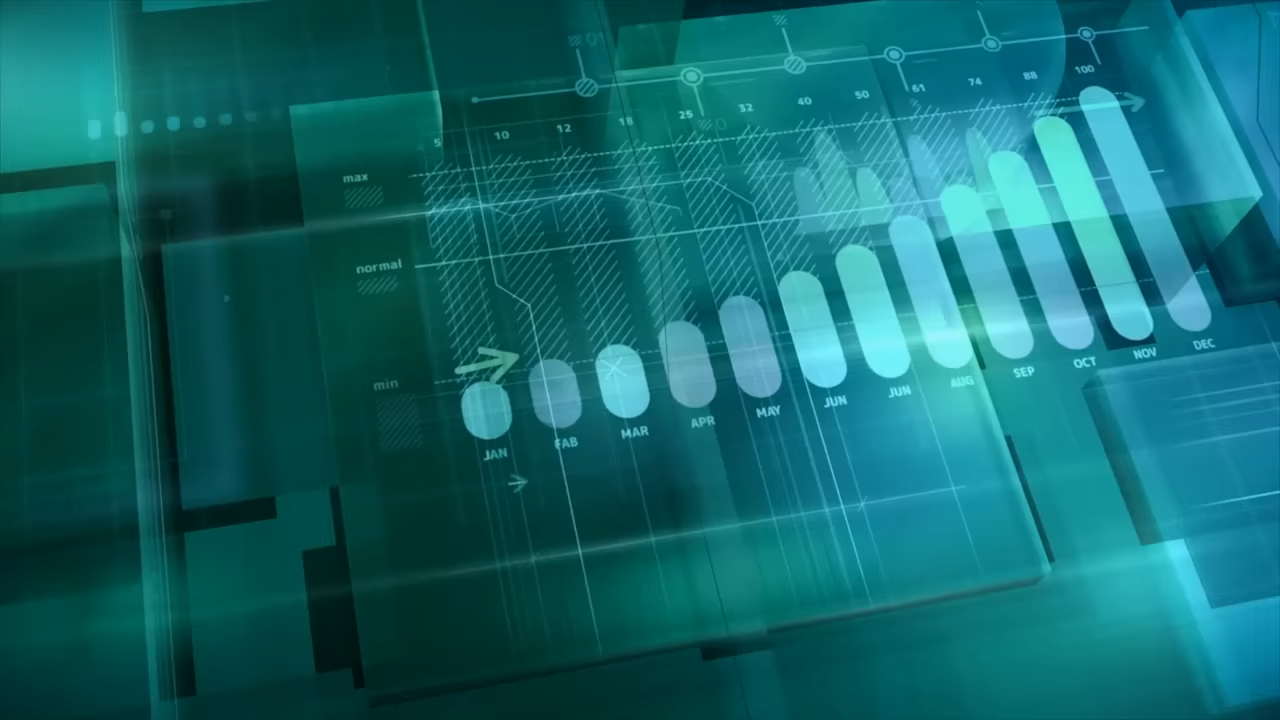 5 10 12 18 25 32 40 50 61 74 88 100
max
normal
min
JAN FAB MAR APR MAY JUN JUN AUG SEP OCT NOV DEC